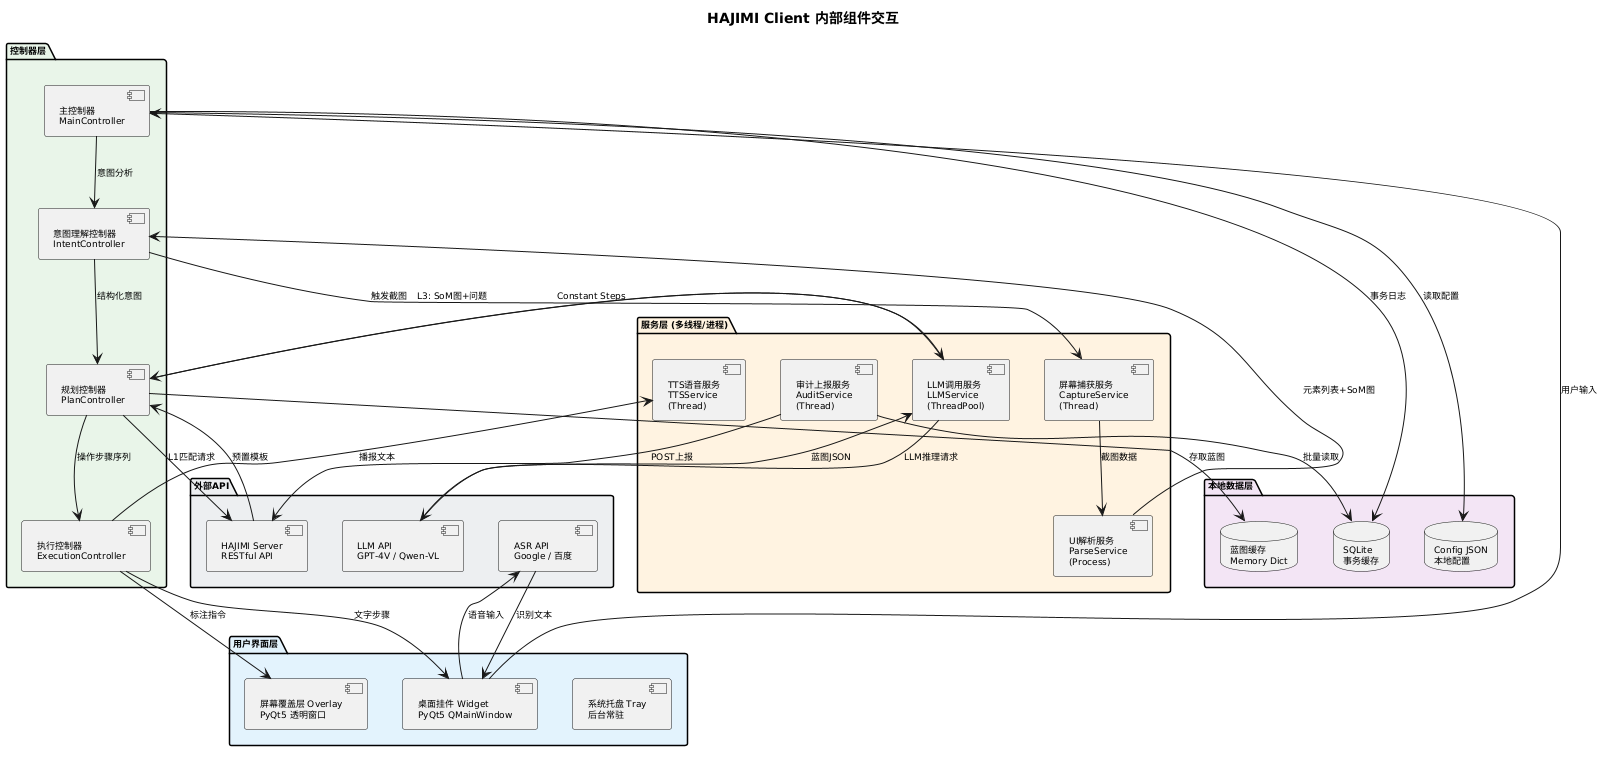 HAJIMI Client 内部组件交互
控制器层
主控制器
MainController
意图分析
意图理解控制器
IntentController
结构化意图
触发截图
L3: SoM图+问题
Constant Steps
事务日志
读取配置
服务层 (多线程/进程)
规划控制器
PlanController
TTS语音服务
TTSService
(Thread)
审计上报服务
AuditService
(Thread)
LLM调用服务
LLMService
(ThreadPool)
屏幕捕获服务
CaptureService
(Thread)
元素列表+SoM图
用户输入
操作步骤序列
L1匹配请求
预置模板
播报文本
POST上报
蓝图JSON
LLM推理请求
截图数据
存取蓝图
批量读取
外部API
本地数据层
执行控制器
ExecutionController
HAJIMI Server
RESTful API
LLM API
GPT-4V / Qwen-VL
ASR API
Google / 百度
UI解析服务
ParseService
(Process)
蓝图缓存
Memory Dict
SQLite
事务缓存
Config JSON
本地配置
标注指令
文字步骤
语音输入
识别文本
用户界面层
屏幕覆盖层 Overlay
PyQt5 透明窗口
桌面挂件 Widget
PyQt5 QMainWindow
系统托盘 Tray
后台常驻